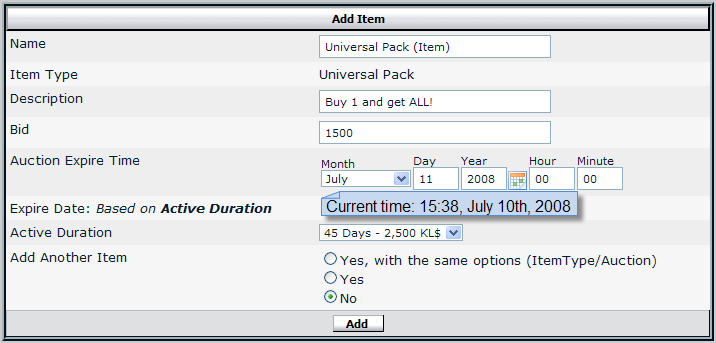 Add Item
Name
Universal Pack (Item)
Item Type
Universal Pack
Description
Buy 1 and get ALL!
Bid
1500
Auction Expire Time
Month Day Year Hour Minute
July 11 2008 00 00
Expire Date: Based on Active Duration
Current time: 15:38, July 10th, 2008
Active Duration
45 Days - 2,500 KL$
Add Another Item
Yes, with the same options (ItemType/Auction)
Yes
No
Add